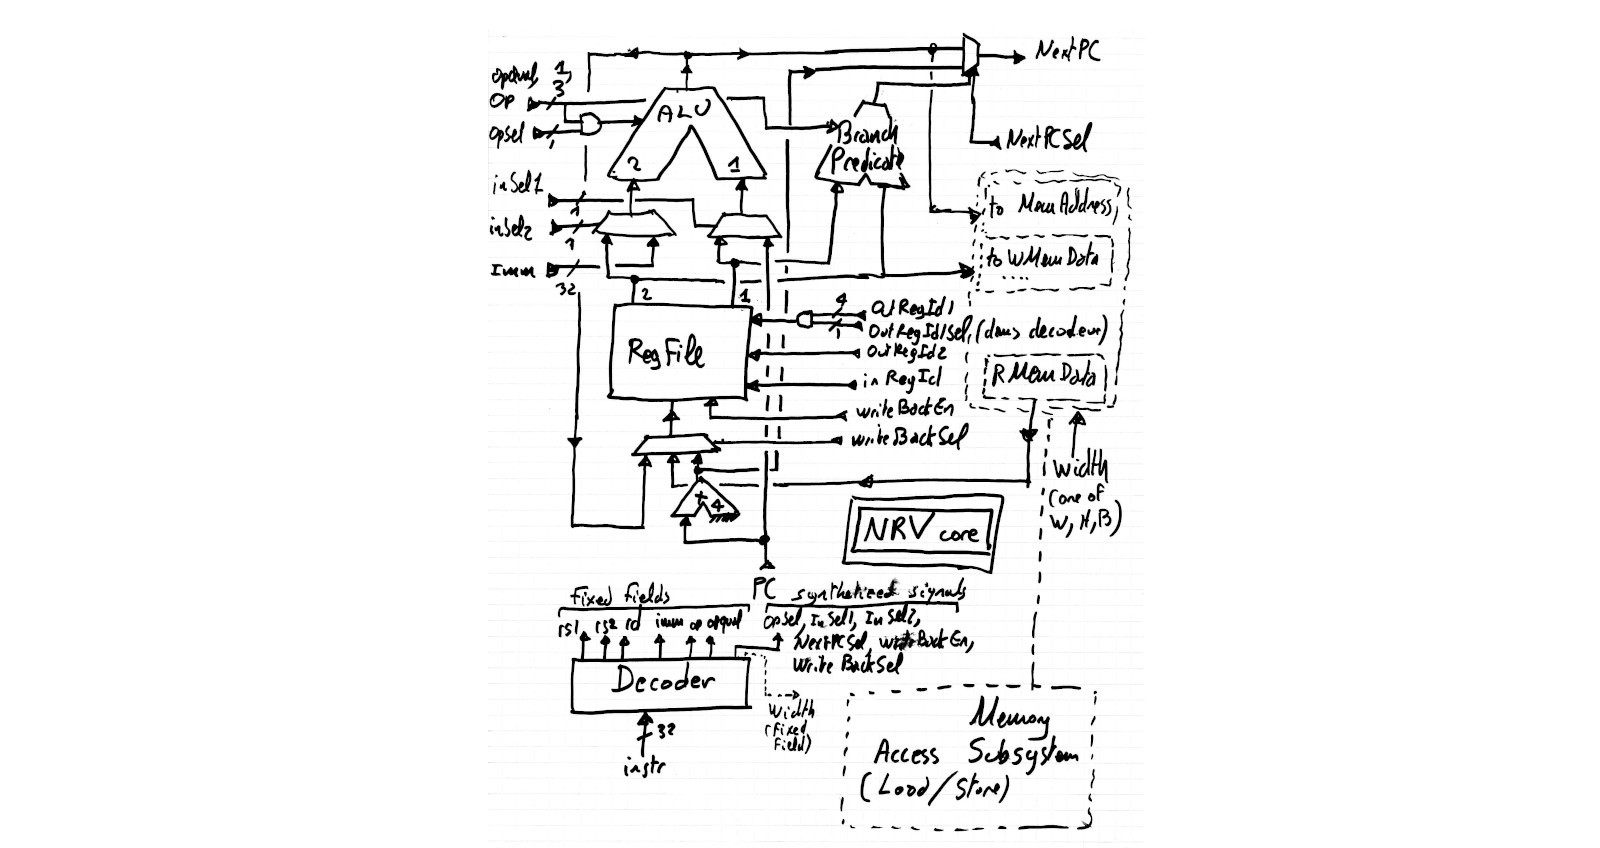 NextPC
opqual, 1,
OP 3
ALU
OpSel 1
Branch
Predicate
NextPCSel
2 1
inSel1 1
inSel2 1
to MemAddress,
to WMemData
.....
Imm 32
2 1
4 OutRegId1
OutRegId1Sel, (dans decodeur)
1
OutRegId2
RegFile
RMemData
inRegId
writeBackEn
writeBackSel
Width
(one of
W, H, B)
+ 4
NRV core
PC
Fixed fields
synthetized signals
rs1 rs2 rd imm op opqual
OpSel, InSel1, InSel2,
NextPCSel, writeBackEn,
Write BackSel
Decoder
Width
(fixed
field)
32
instr
Memory
Access Subsystem
(Load/Store)